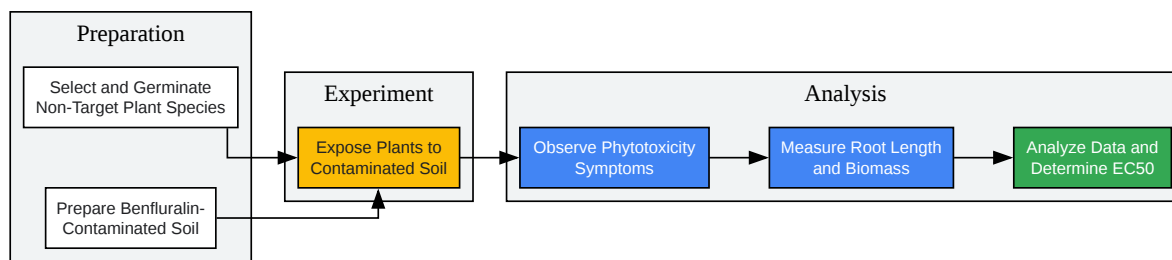 Preparation
Select and Germinate
Non-Target Plant Species
Prepare Benfluralin-
Contaminated Soil
Experiment
Expose Plants to
Contaminated Soil
Analysis
Observe Phytotoxicity
Symptoms
Measure Root Length
and Biomass
Analyze Data and
Determine EC50